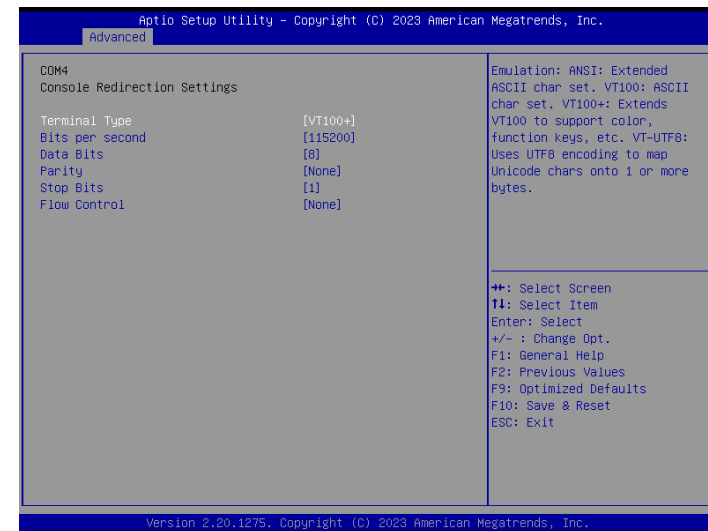 Aptio Setup Utility – Copyright (C) 2023 American Megatrends, Inc.
Advanced
COM4
Console Redirection Settings
Terminal Type [VT100+]
Bits per second [115200]
Data Bits [8]
Parity [None]
Stop Bits [1]
Flow Control [None]
Emulation: ANSI: Extended
ASCII char set. VT100: ASCII
char set. VT100+: Extends
VT100 to support color,
function keys, etc. VT-UTF8:
Uses UTF8 encoding to map
Unicode chars onto 1 or more
bytes.
→←: Select Screen
↑↓: Select Item
Enter: Select
+/- : Change Opt.
F1: General Help
F2: Previous Values
F9: Optimized Defaults
F10: Save & Reset
ESC: Exit
Version 2.20.1275. Copyright (C) 2023 American Megatrends, Inc.